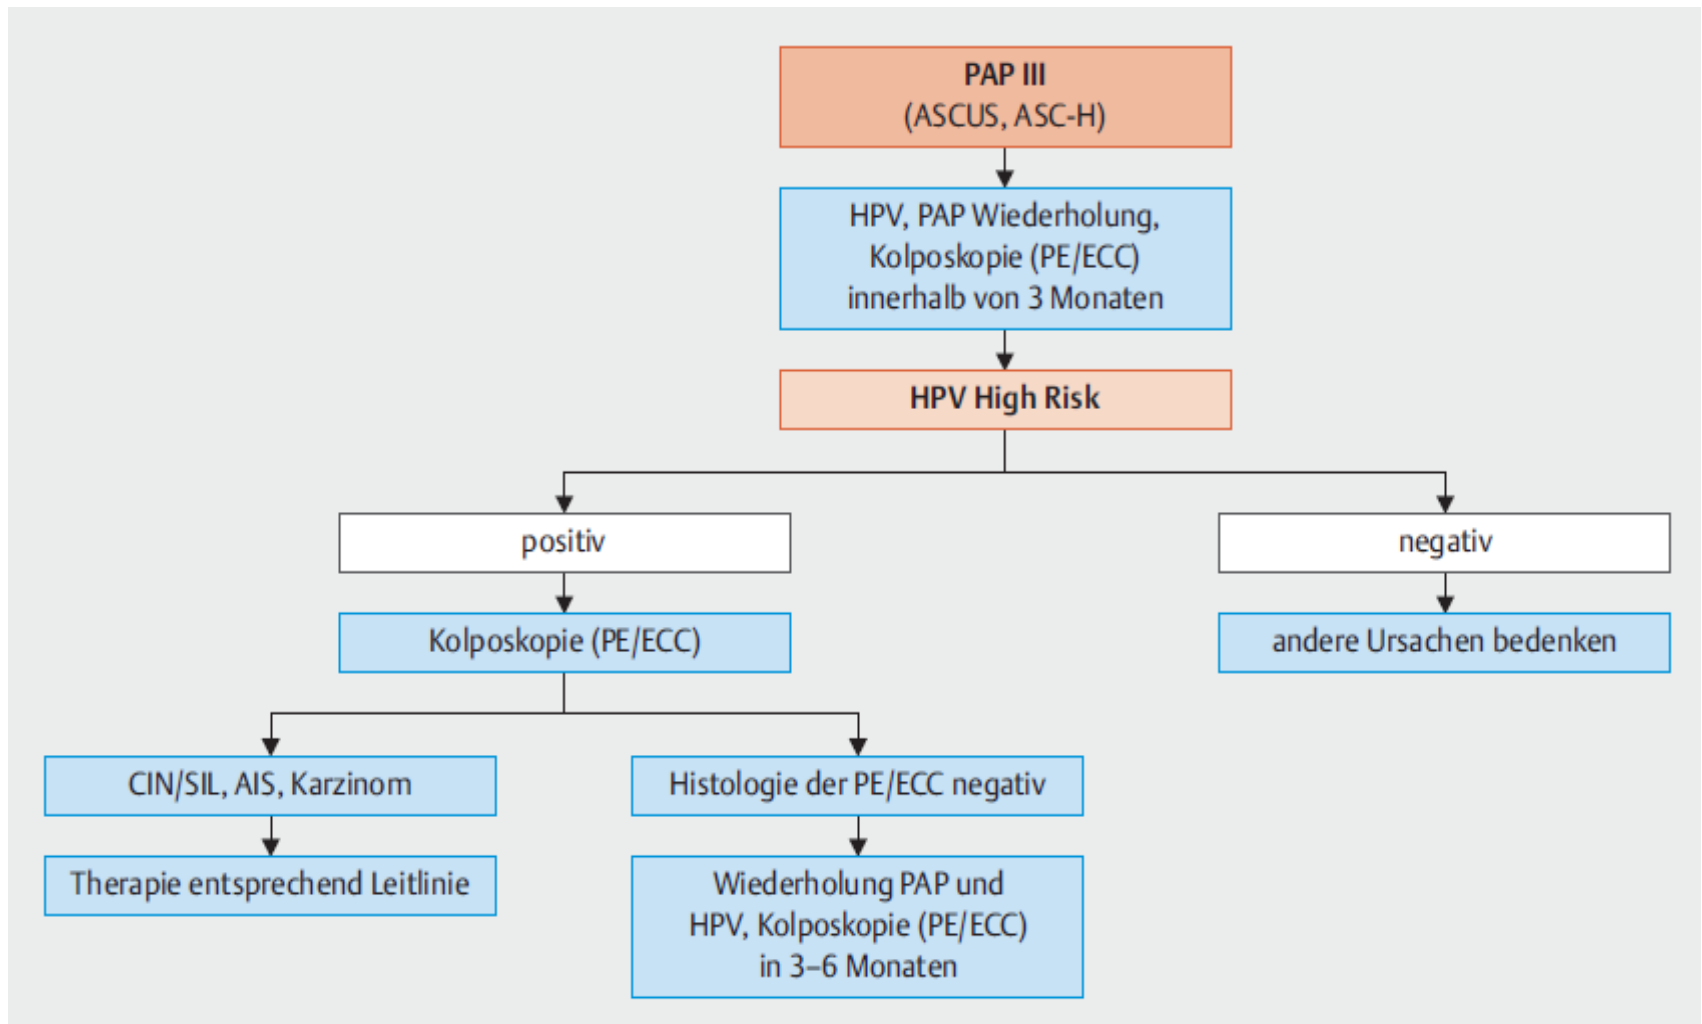 PAP III
(ASCUS, ASC-H)
HPV, PAP Wiederholung,
Kolposkopie (PE/ECC)
innerhalb von 3 Monaten
HPV High Risk
positiv
negativ
Kolposkopie (PE/ECC)
andere Ursachen bedenken
CIN/SIL, AIS, Karzinom
Histologie der PE/ECC negativ
Therapie entsprechend Leitlinie
Wiederholung PAP und
HPV, Kolposkopie (PE/ECC)
in 3–6 Monaten